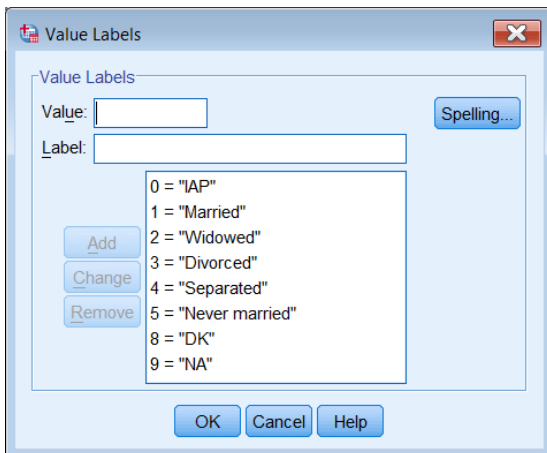 Value Labels
Value Labels
Value:
Spelling...
Label:
0 = "IAP"
1 = "Married"
2 = "Widowed"
Add
3 = "Divorced"
Change
4 = "Separated"
Remove
5 = "Never married"
8 = "DK"
9 = "NA"
OK Cancel Help